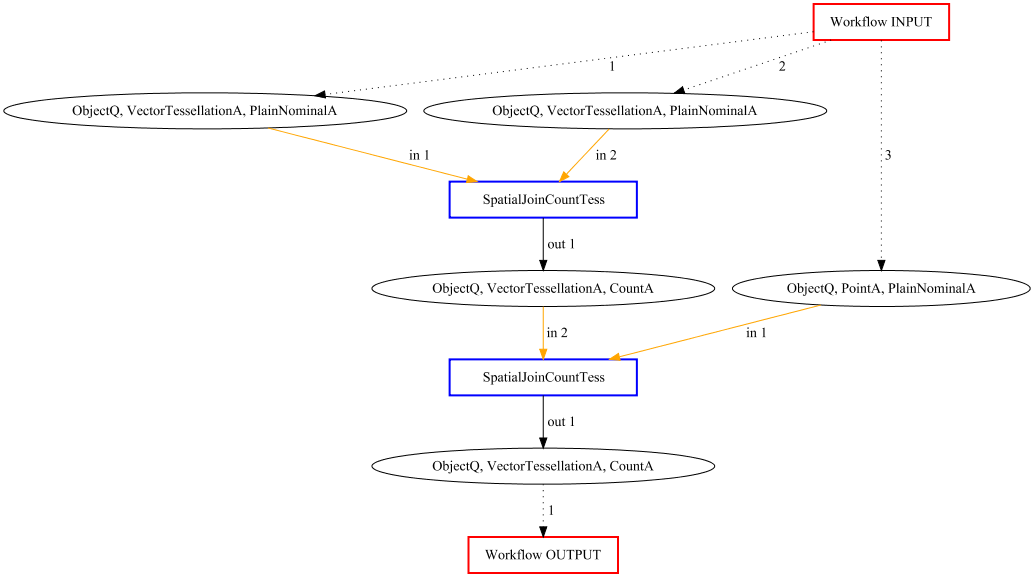 Workflow INPUT
1
2
ObjectQ, VectorTessellationA, PlainNominalA
ObjectQ, VectorTessellationA, PlainNominalA
in 1
in 2
3
SpatialJoinCountTess
out 1
ObjectQ, VectorTessellationA, CountA
ObjectQ, PointA, PlainNominalA
in 2
in 1
SpatialJoinCountTess
out 1
ObjectQ, VectorTessellationA, CountA
1
Workflow OUTPUT